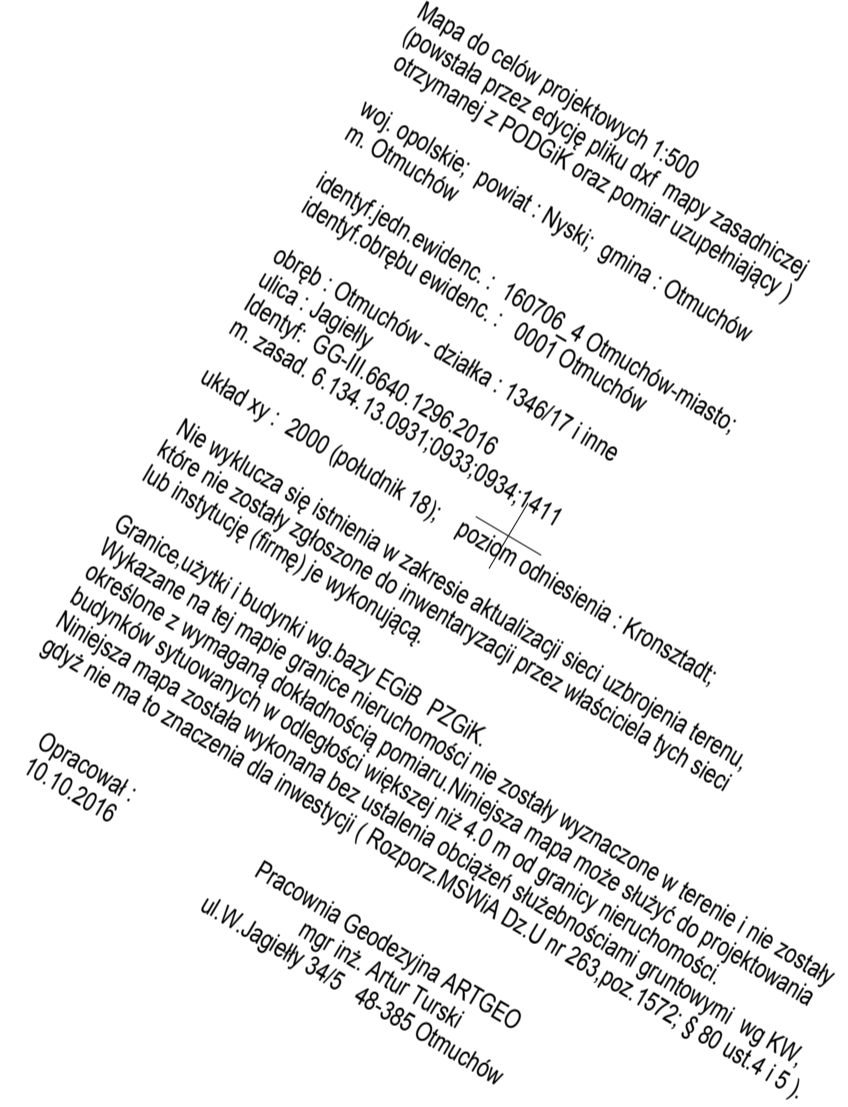 Mapa do celów projektowych 1:500
(powstała przez edycję pliku dxf mapy zasadniczej
otrzymanej z PODGiK oraz pomiar uzupełniający )
woj. opolskie; powiat : Nyski; gmina : Otmuchów
m. Otmuchów
identyf.jedn.ewidenc. : 160706_4 Otmuchów-miasto;
identyf.obrębu ewidenc. : 0001 Otmuchów
obręb : Otmuchów - działka : 1346/17 i inne
ulica : Jagiełły
Identyf: GG-III.6640.1296.2016
m. zasad. 6.134.13.0931;0933;0934;1411
układ xy : 2000 (południk 18); poziom odniesienia : Kronsztadt;
Nie wyklucza się istnienia w zakresie aktualizacji sieci uzbrojenia terenu,
które nie zostały zgłoszone do inwentaryzacji przez właściciela tych sieci
lub instytucję (firmę) je wykonującą.
Granice,użytki i budynki wg.bazy EGiB PZGiK.
Wykazane na tej mapie granice nieruchomości nie zostały wyznaczone w terenie i nie zostały
określone z wymaganą dokładnością pomiaru.Niniejsza mapa może służyć do projektowania
budynków sytuowanych w odległości większej niż 4.0 m od granicy nieruchomości.
Niniejsza mapa została wykonana bez ustalenia obciążeń służebnościami gruntowymi wg KW,
gdyż nie ma to znaczenia dla inwestycji ( Rozporz.MSWiA Dz.U nr 263,poz.1572; § 80 ust.4 i 5 ).
Opracował :
10.10.2016
Pracownia Geodezyjna ARTGEO
mgr inż. Artur Turski
ul.W.Jagiełły 34/5 48-385 Otmuchów